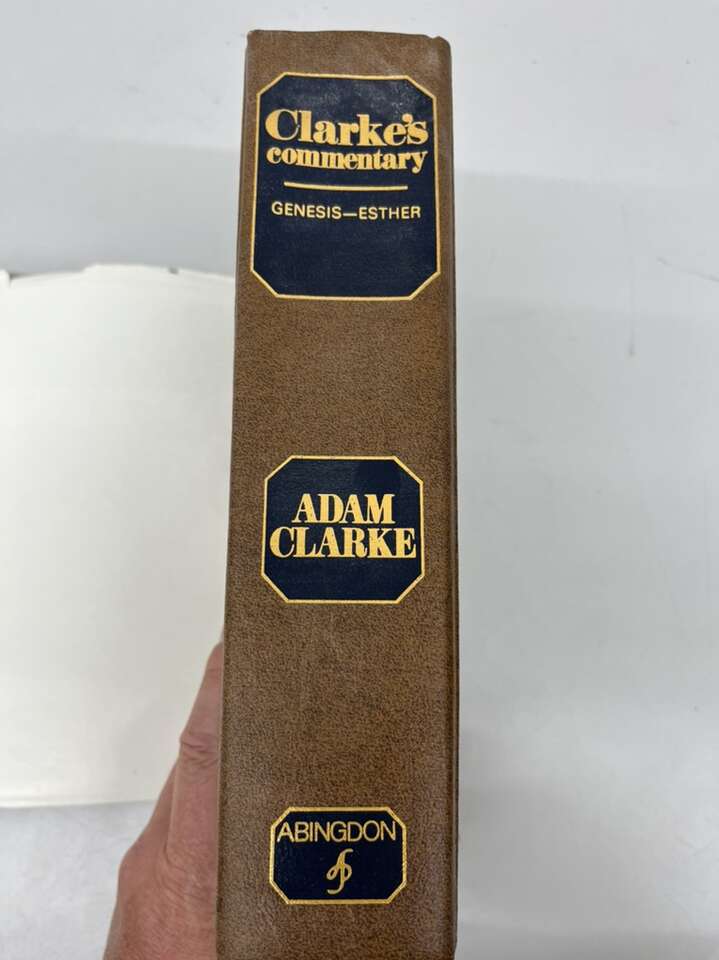 Clarke's
commentary
GENESIS—ESTHER
ADAM
CLARKE
ABINGDON